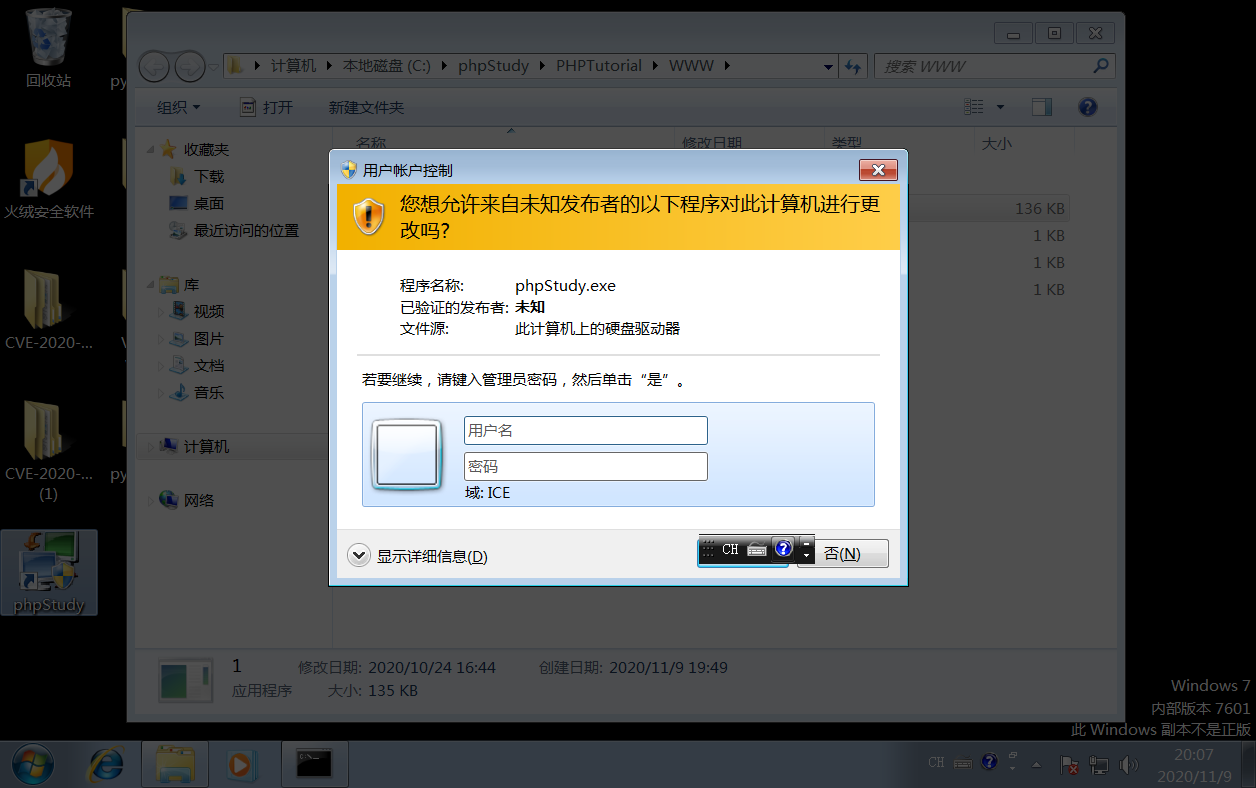 回收站
py
火绒安全软件
CVE-2020-...
CVE-2020-...
(1)
py
phpStudy
计算机
本地磁盘 (C:)
phpStudy
PHPTutorial
WWW
搜索 WWW
组织
打开
新建文件夹
名称
修改日期
类型
大小
收藏夹
下载
桌面
最近访问的位置
库
视频
图片
文档
音乐
计算机
网络
136 KB
1 KB
1 KB
1 KB
用户帐户控制
您想允许来自未知发布者的以下程序对此计算机进行更
改吗?
程序名称: phpStudy.exe
已验证的发布者: 未知
文件源: 此计算机上的硬盘驱动器
若要继续，请键入管理员密码，然后单击“是”。
用户名
密码
域: ICE
显示详细信息(D)
CH
否(N)
1
修改日期: 2020/10/24 16:44
创建日期: 2020/11/9 19:49
应用程序
大小: 135 KB
Windows 7
内部版本 7601
此 Windows 副本不是正版
CH
20:07
2020/11/9